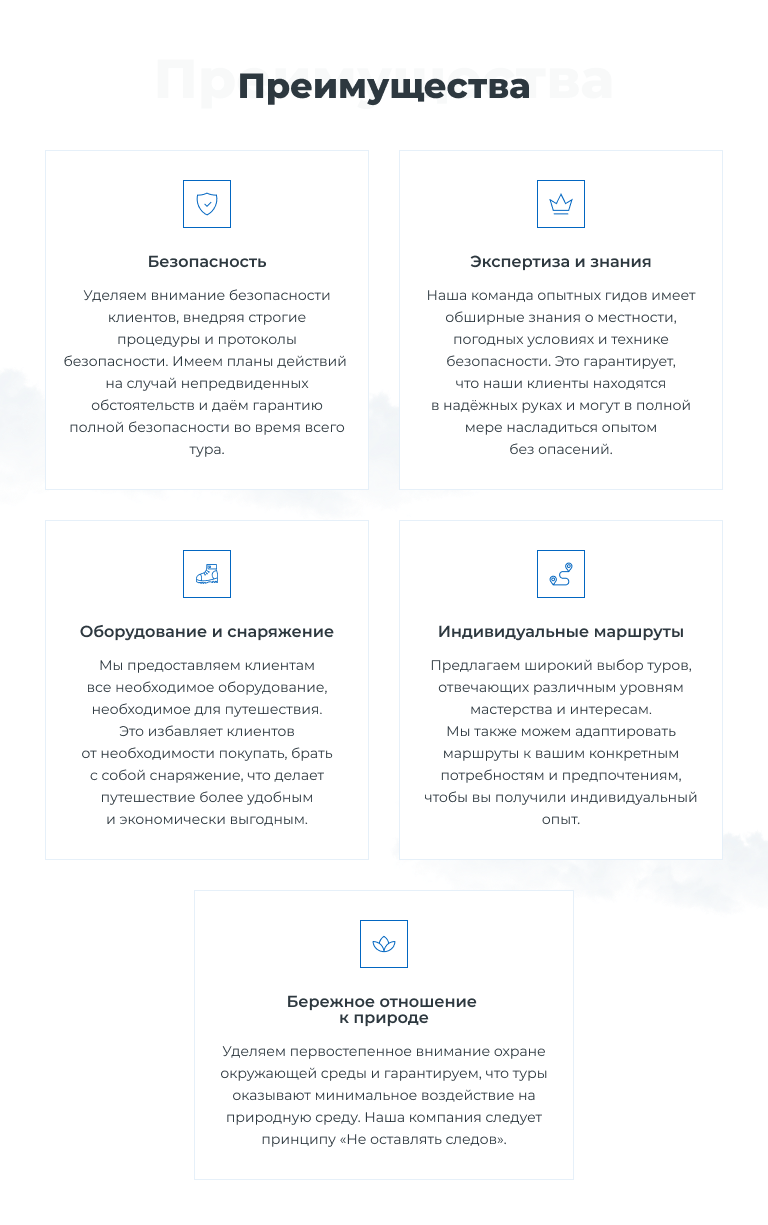 Преимущества
Безопасность
Уделяем внимание безопасности
клиентов, внедряя строгие
процедуры и протоколы
безопасности. Имеем планы действий
на случай непредвиденных
обстоятельств и даём гарантию
полной безопасности во время всего
тура.
Экспертиза и знания
Наша команда опытных гидов имеет
обширные знания о местности,
погодных условиях и технике
безопасности. Это гарантирует,
что наши клиенты находятся
в надёжных руках и могут в полной
мере насладиться опытом
без опасений.
Оборудование и снаряжение
Мы предоставляем клиентам
все необходимое оборудование,
необходимое для путешествия.
Это избавляет клиентов
от необходимости покупать, брать
с собой снаряжение, что делает
путешествие более удобным
и экономически выгодным.
Индивидуальные маршруты
Предлагаем широкий выбор туров,
отвечающих различным уровням
мастерства и интересам.
Мы также можем адаптировать
маршруты к вашим конкретным
потребностям и предпочтениям,
чтобы вы получили индивидуальный
опыт.
Бережное отношение
к природе
Уделяем первостепенное внимание охране
окружающей среды и гарантируем, что туры
оказывают минимальное воздействие на
природную среду. Наша компания следует
принципу «Не оставлять следов».